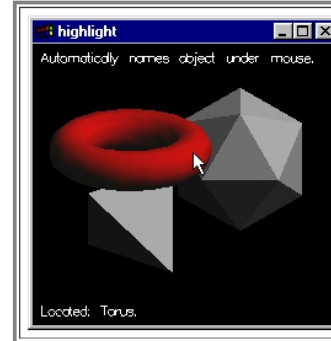 highlight
Automatically names object under mouse.
Located: Torus.